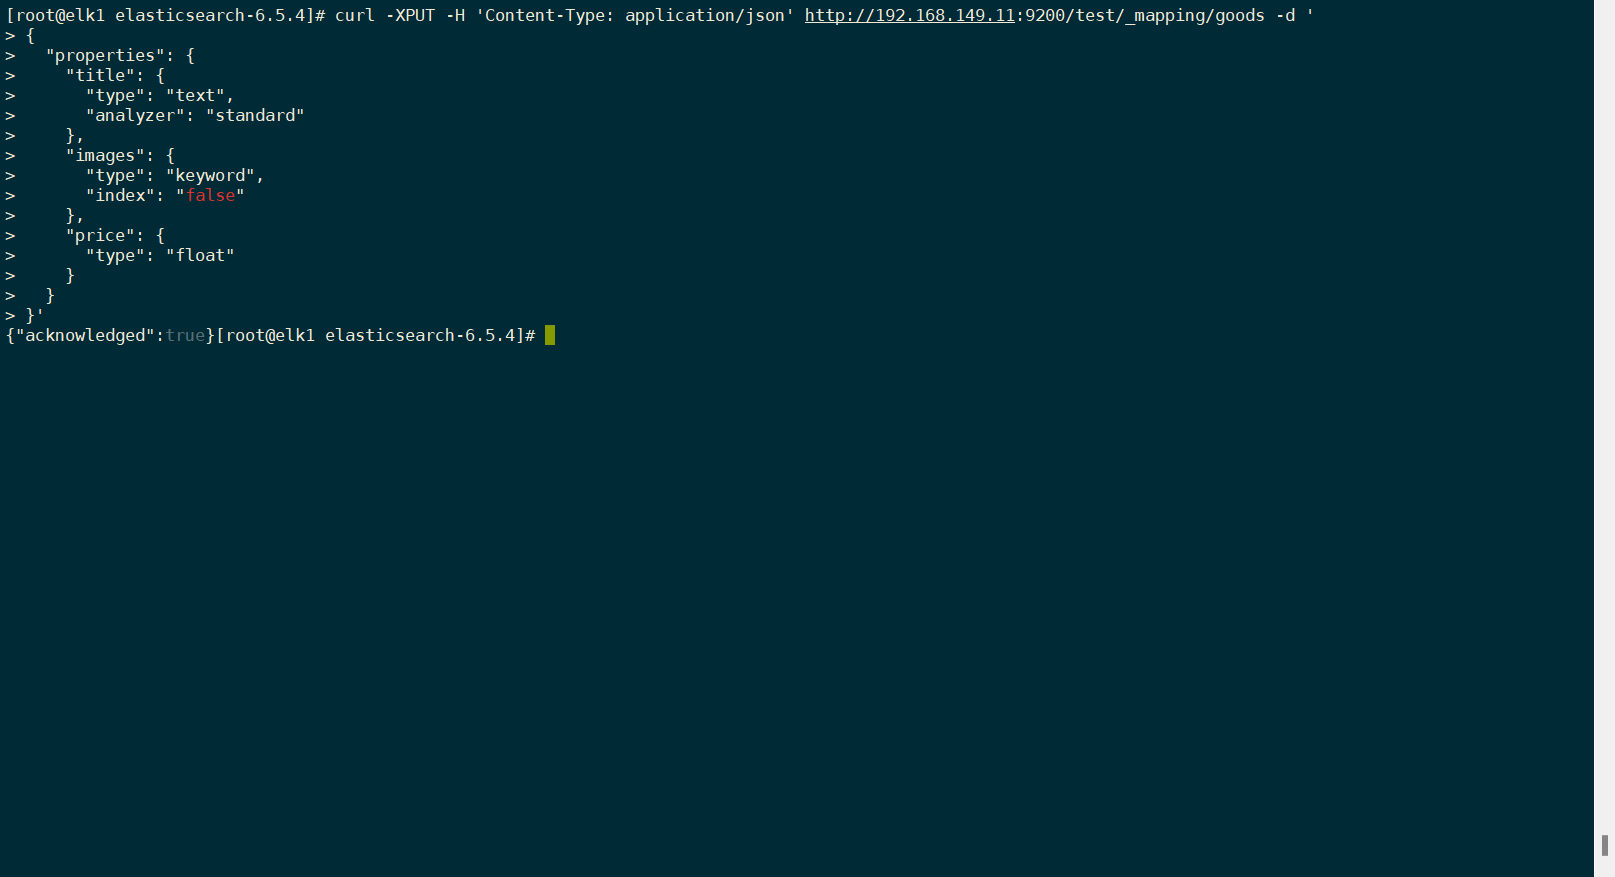 [root@elk1 elasticsearch-6.5.4]# curl -XPUT -H 'Content-Type: application/json' http://192.168.149.11:9200/test/_mapping/goods -d '
> {
>   "properties": {
>     "title": {
>       "type": "text",
>       "analyzer": "standard"
>     },
>     "images": {
>       "type": "keyword",
>       "index": "false"
>     },
>     "price": {
>       "type": "float"
>     }
>   }
> }'
{"acknowledged":true}[root@elk1 elasticsearch-6.5.4]#